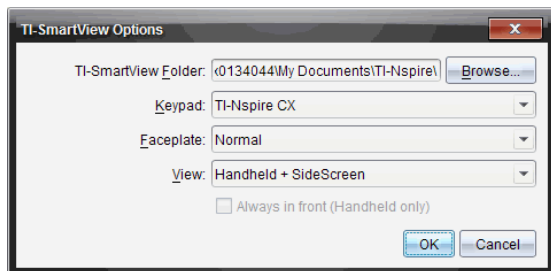 TI-SmartView Options
TI-SmartView Folder: k0134044\My Documents\TI-Nspire\ Browse...
Keypad: TI-Nspire CX
Faceplate: Normal
View: Handheld + SideScreen
Always in front (Handheld only)
OK Cancel